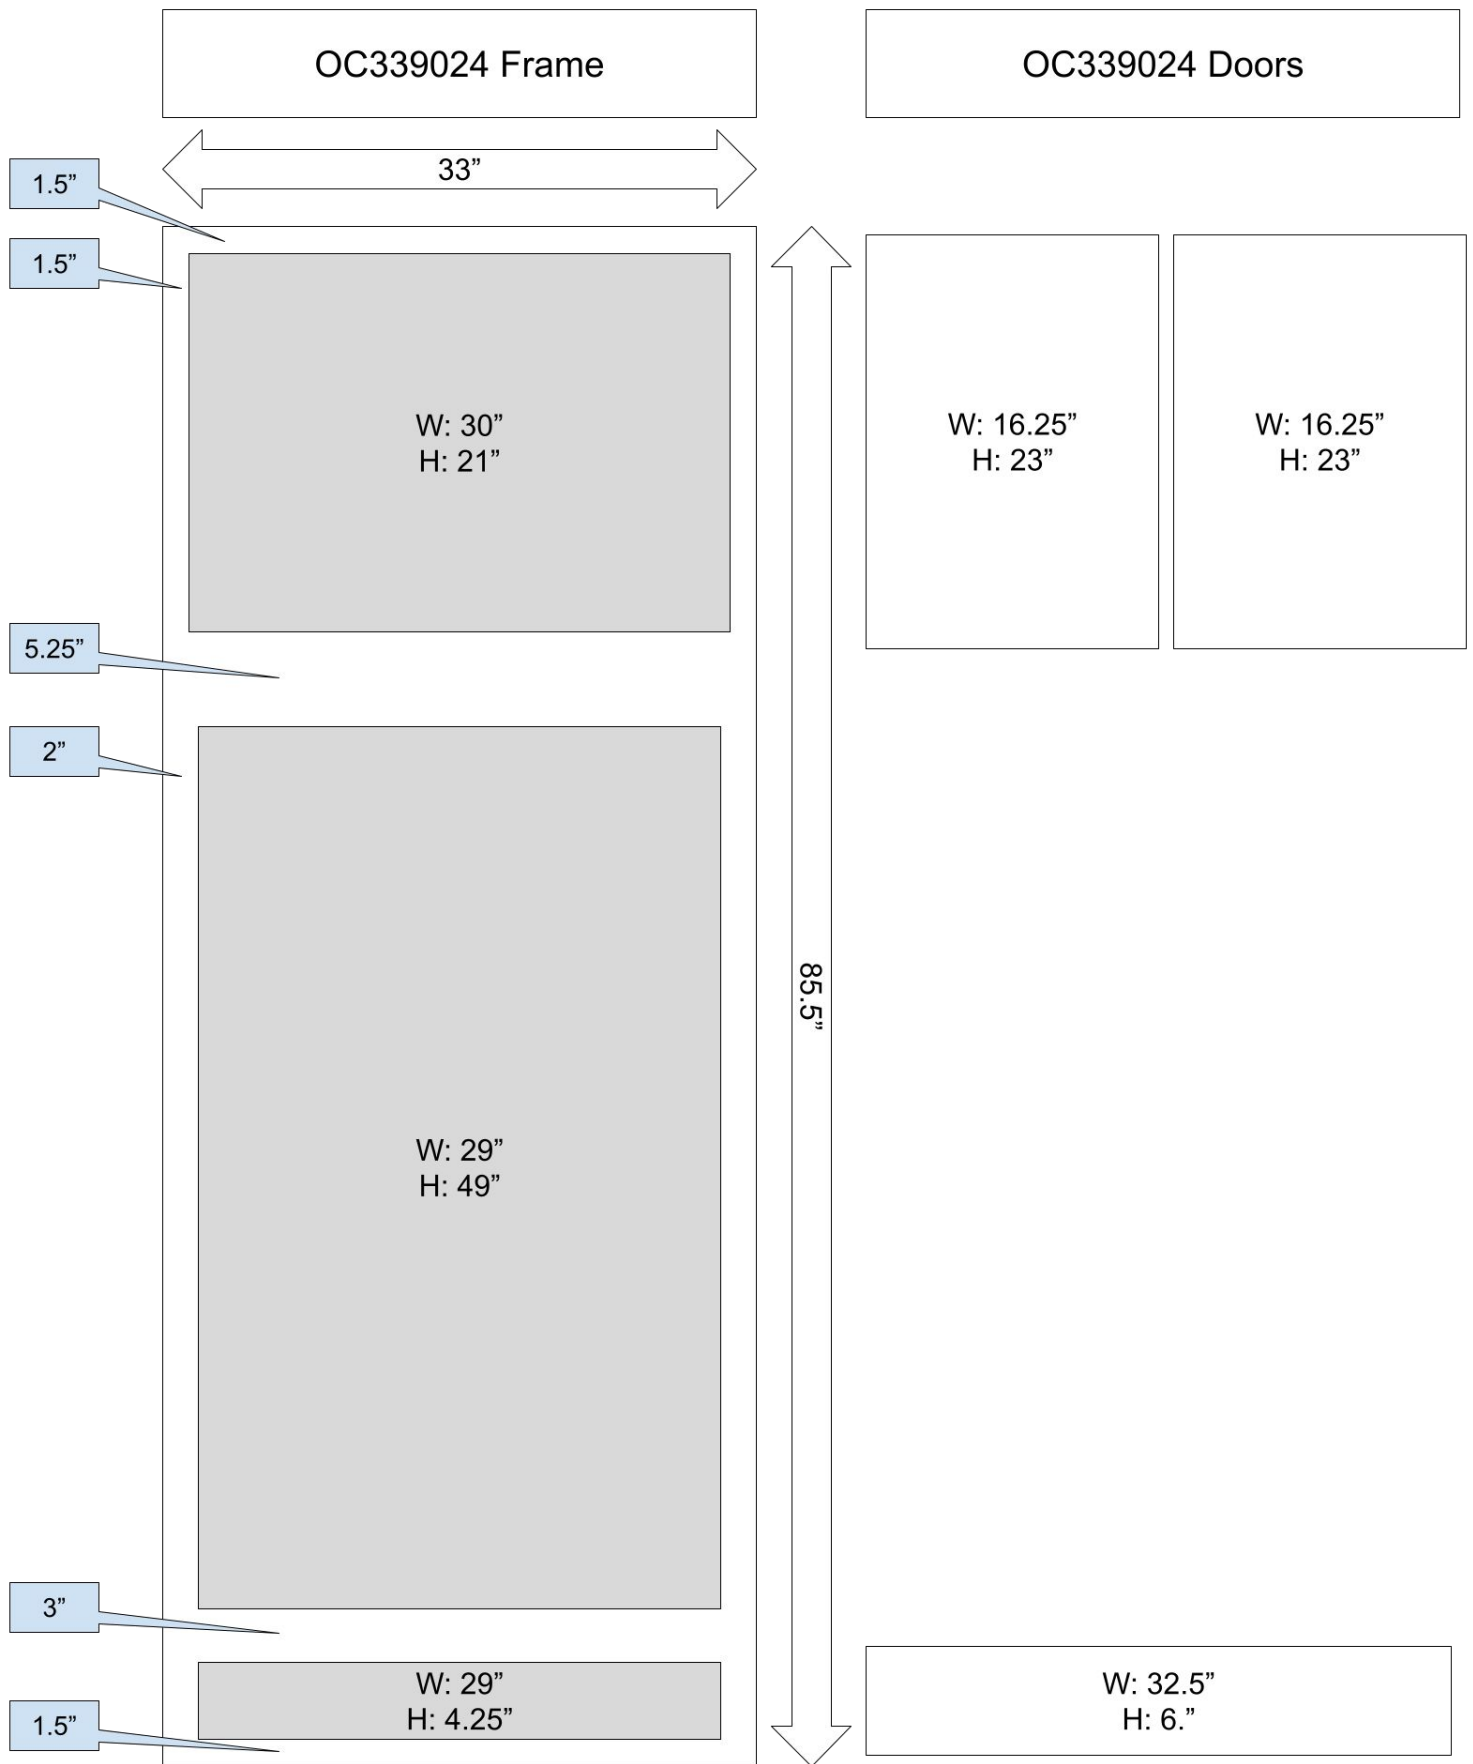 OC339024 Frame
OC339024 Doors
33”
1.5”
1.5”
W: 30”
H: 21”
W: 16.25”
H: 23”
W: 16.25”
H: 23”
5.25”
2”
85.5”
W: 29”
H: 49”
3”
W: 29”
H: 4.25”
W: 32.5”
H: 6.”
1.5”